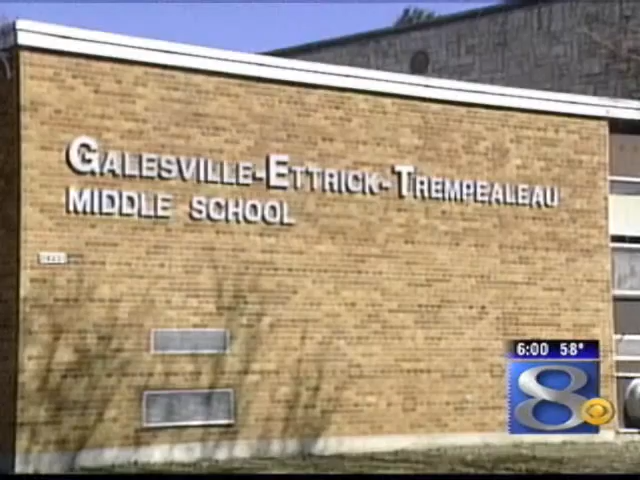 GALESVILLE-ETTRICK-TREMPEALEAU
MIDDLE SCHOOL
6:00 58°
8